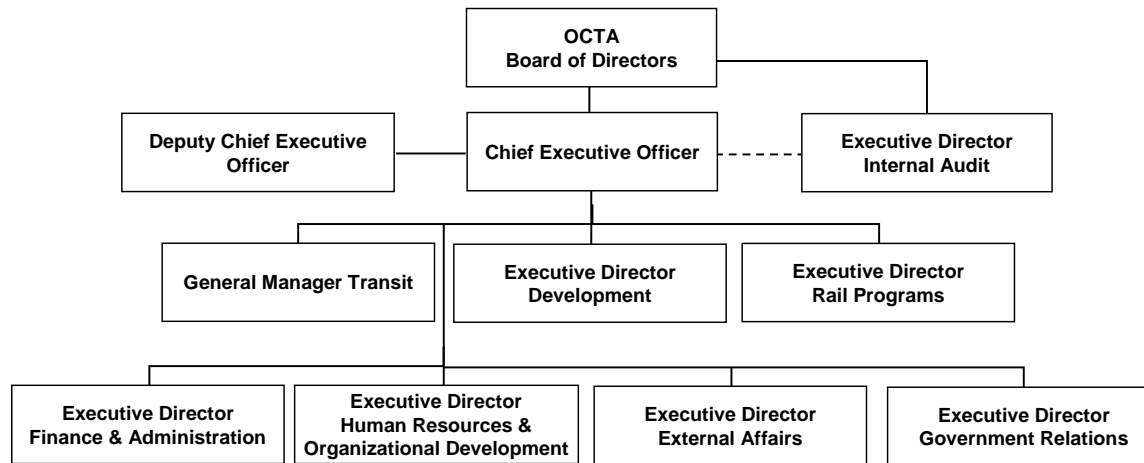 OCTA
Board of Directors
Deputy Chief Executive
Officer
Chief Executive Officer
Executive Director
Internal Audit
General Manager Transit
Executive Director
Development
Executive Director
Rail Programs
Executive Director
Finance & Administration
Executive Director
Human Resources &
Organizational Development
Executive Director
External Affairs
Executive Director
Government Relations